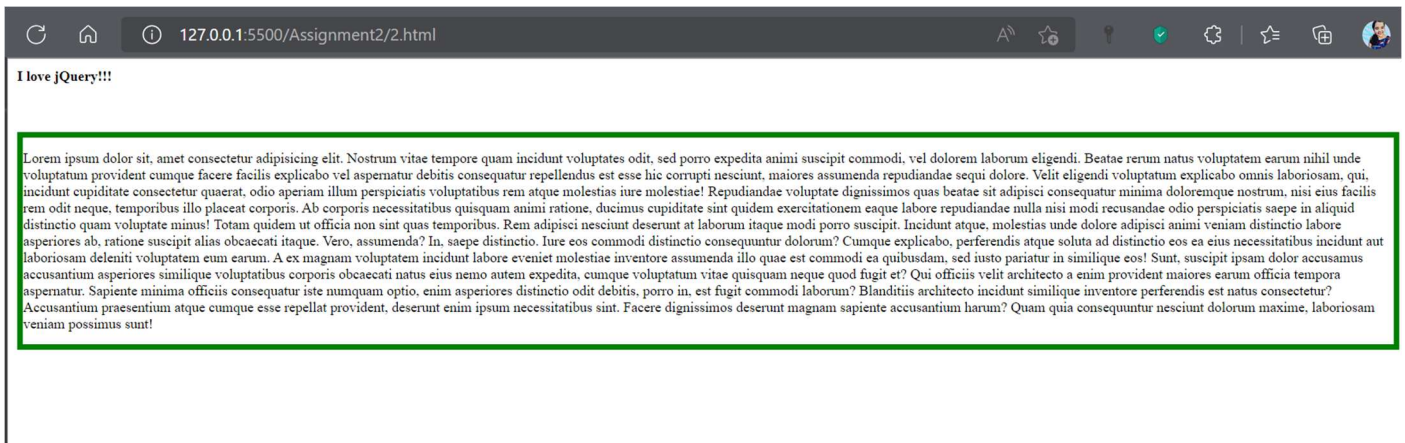 127.0.0.1:5500/Assignment2/2.html
I love jQuery!!!
Lorem ipsum dolor sit, amet consectetur adipisicing elit. Nostrum vitae tempore quam incidunt voluptates odit, sed porro expedita animi suscipit commodi, vel dolorem laborum eligendi. Beatae rerum natus voluptatem earum nihil unde
voluptatum provident cumque facere facilis explicabo vel aspernatur debitis consequatur repellendus est esse hic corrupti nesciunt, maiores assumenda repudiandae sequi dolore. Velit eligendi voluptatum explicabo omnis laboriosam, qui,
incidunt cupiditate consectetur quaerat, odio aperiam illum perspiciatis voluptatibus rem atque molestias iure molestiae! Repudiandae voluptate dignissimos quas beatae sit adipisci consequatur minima doloremque nostrum, nisi eius facilis
rem odit neque, temporibus illo placeat corporis. Ab corporis necessitatibus quisquam animi ratione, ducimus cupiditate sint quidem exercitationem eaque labore repudiandae nulla nisi modi recusandae odio perspiciatis saepe in aliquid
distinctio quam voluptate minus! Totam quidem ut officia non sint quas temporibus. Rem adipisci nesciunt deserunt at laborum itaque modi porro suscipit. Incidunt atque, molestias unde dolore adipisci animi veniam distinctio labore
asperiores ab, ratione suscipit alias obcaecati itaque. Vero, assumenda? In, saepe distinctio. Iure eos commodi distinctio consequuntur dolorum? Cumque explicabo, perferendis atque soluta ad distinctio eos ea eius necessitatibus incidunt aut
laboriosam deleniti voluptatem eum earum. A ex magnam voluptatem incidunt labore eveniet molestiae inventore assumenda illo quae est commodi ea quibusdam, sed iusto pariatur in similique eos! Sunt, suscipit ipsam dolor accusamus
accusantium asperiores similique voluptatibus corporis obcaecati natus eius nemo autem expedita, cumque voluptatum vitae quisquam neque quod fugit et? Qui officiis velit architecto a enim provident maiores earum officia tempora
aspernatur. Sapiente minima officiis consequatur iste numquam optio, enim asperiores distinctio odit debitis, porro in, est fugit commodi laborum? Blanditiis architecto incidunt similique inventore perferendis est natus consectetur?
Accusantium praesentium atque cumque esse repellat provident, deserunt enim ipsum necessitatibus sint. Facere dignissimos deserunt magnam sapiente accusantium harum? Quam quia consequuntur nesciunt dolorum maxime, laboriosam
veniam possimus sunt!